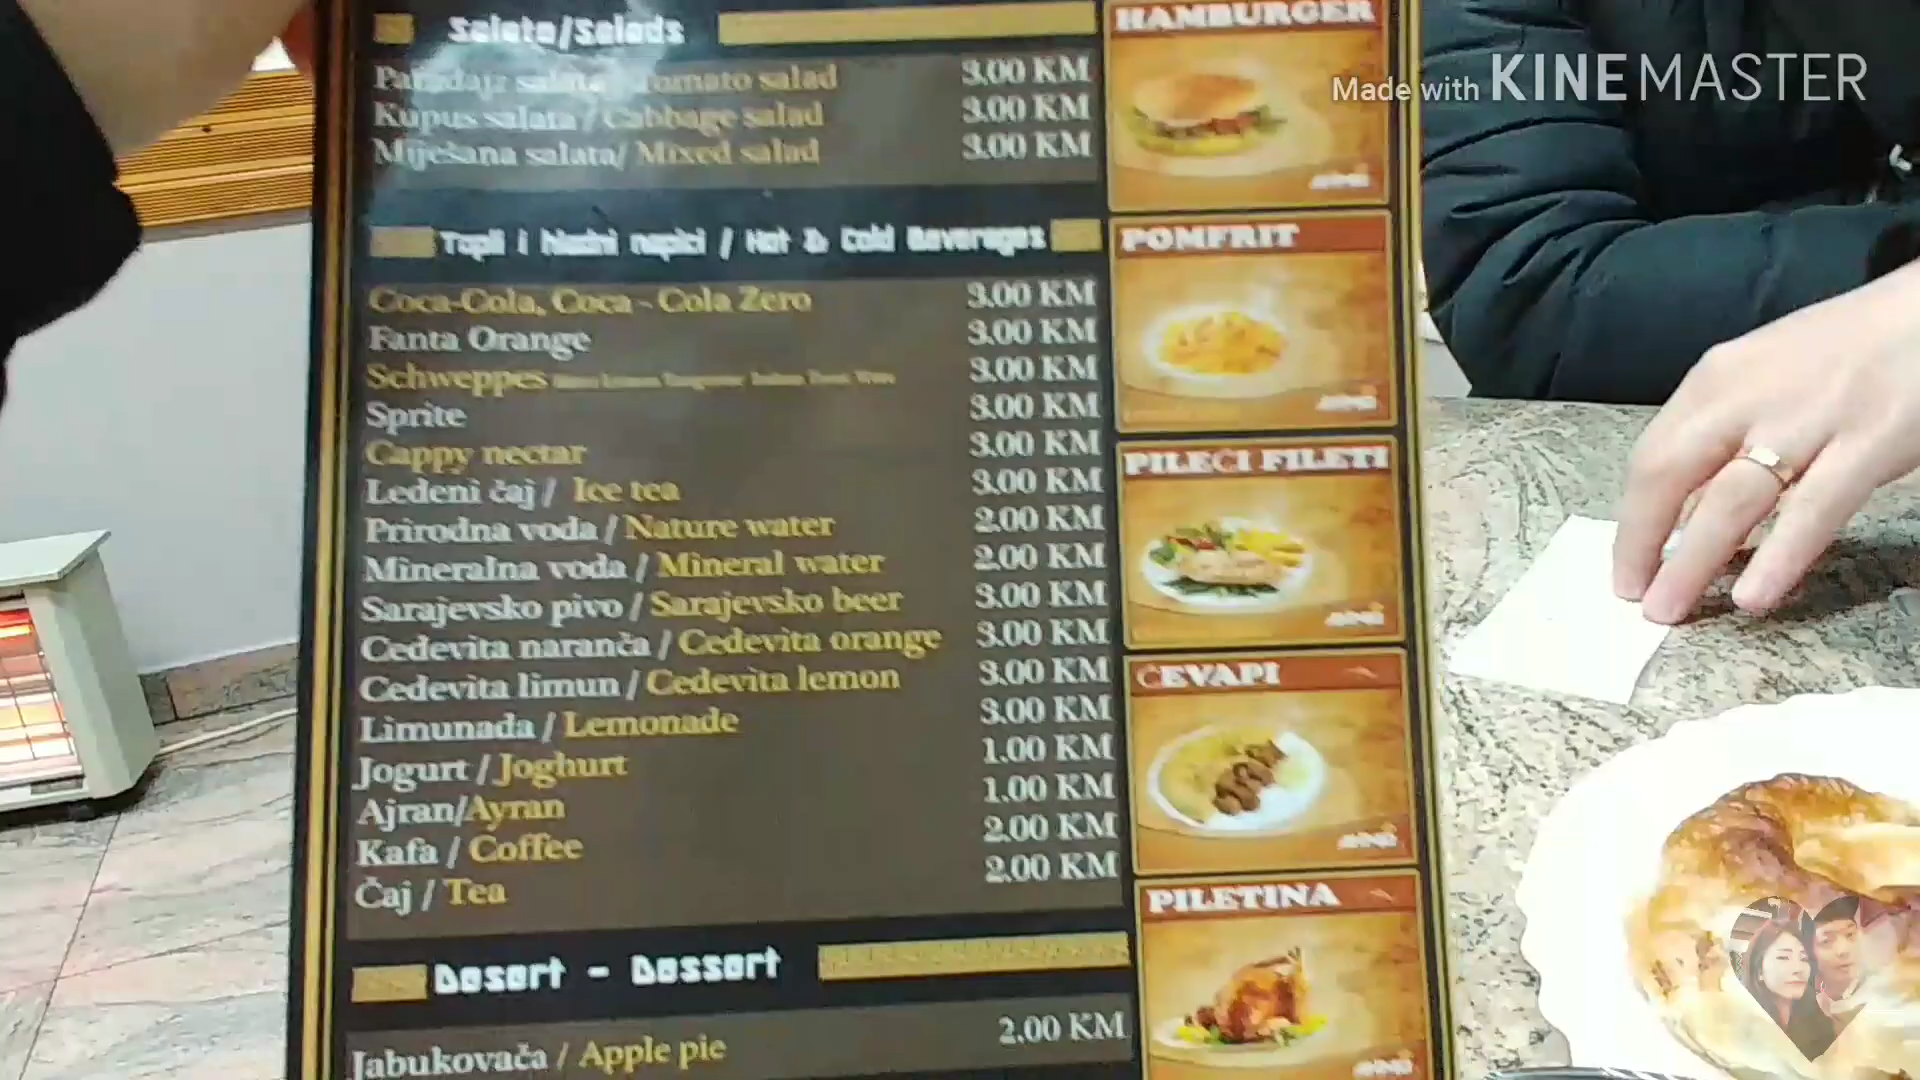 Salate/Salads
Paradajz salata / Tomato salad 3.00 KM
Kupus salata / Cabbage salad 3.00 KM
Miješana salata/ Mixed salad 3.00 KM
Topli i hladni napici / Hot & Cold Beverages
Coca-Cola, Coca - Cola Zero 3.00 KM
Fanta Orange 3.00 KM
Schweppes 3.00 KM
Sprite 3.00 KM
Cappy nectar 3.00 KM
Ledeni čaj / Ice tea 3.00 KM
Prirodna voda / Nature water 2.00 KM
Mineralna voda / Mineral water 2.00 KM
Sarajevsko pivo / Sarajevsko beer 3.00 KM
Cedevita naranča / Cedevita orange 3.00 KM
Cedevita limun / Cedevita lemon 3.00 KM
Limunada / Lemonade 3.00 KM
Jogurt / Joghurt 1.00 KM
Ajran/Ayran 1.00 KM
Kafa / Coffee 2.00 KM
Čaj / Tea 2.00 KM
Desert - Dessert
Jabukovača / Apple pie 2.00 KM
HAMBURGER
POMFRIT
PILEĆI FILETI
ĆEVAPI
PILETINA
Made with KINEMASTER